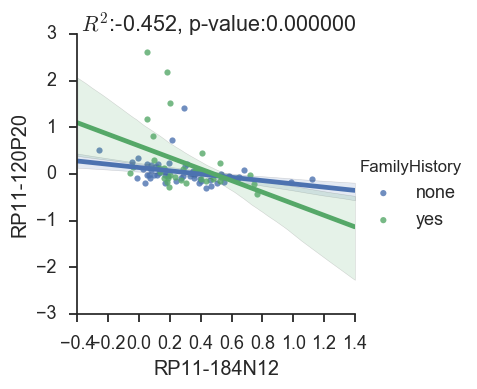 R²:-0.452, p-value:0.000000
3
2
1
0
−1
−2
−3
RP11-120P20
−0.4 −0.2 0.0 0.2 0.4 0.6 0.8 1.0 1.2 1.4
RP11-184N12
FamilyHistory
none
yes